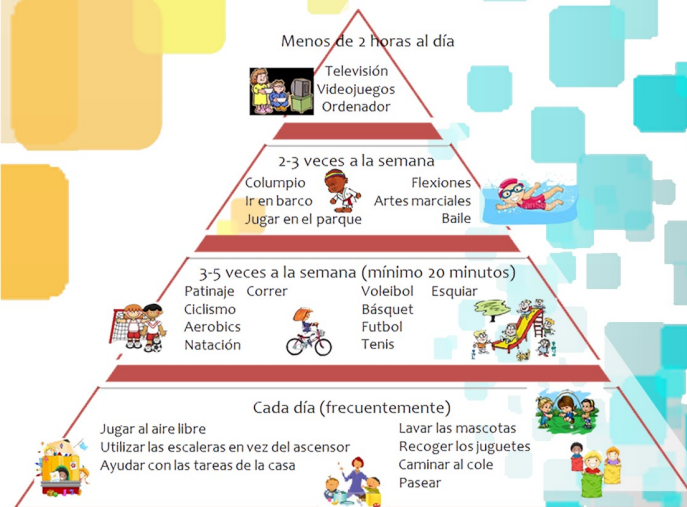 Menos de 2 horas al día
Televisión
Videojuegos
Ordenador
2-3 veces a la semana
Columpio
Ir en barco
Jugar en el parque
Flexiones
Artes marciales
Baile
3-5 veces a la semana (mínimo 20 minutos)
Patinaje Correr
Ciclismo
Aerobics
Natación
Voleibol Esquiar
Básquet
Futbol
Tenis
Cada día (frecuentemente)
Jugar al aire libre
Utilizar las escaleras en vez del ascensor
Ayudar con las tareas de la casa
Lavar las mascotas
Recoger los juguetes
Caminar al cole
Pasear